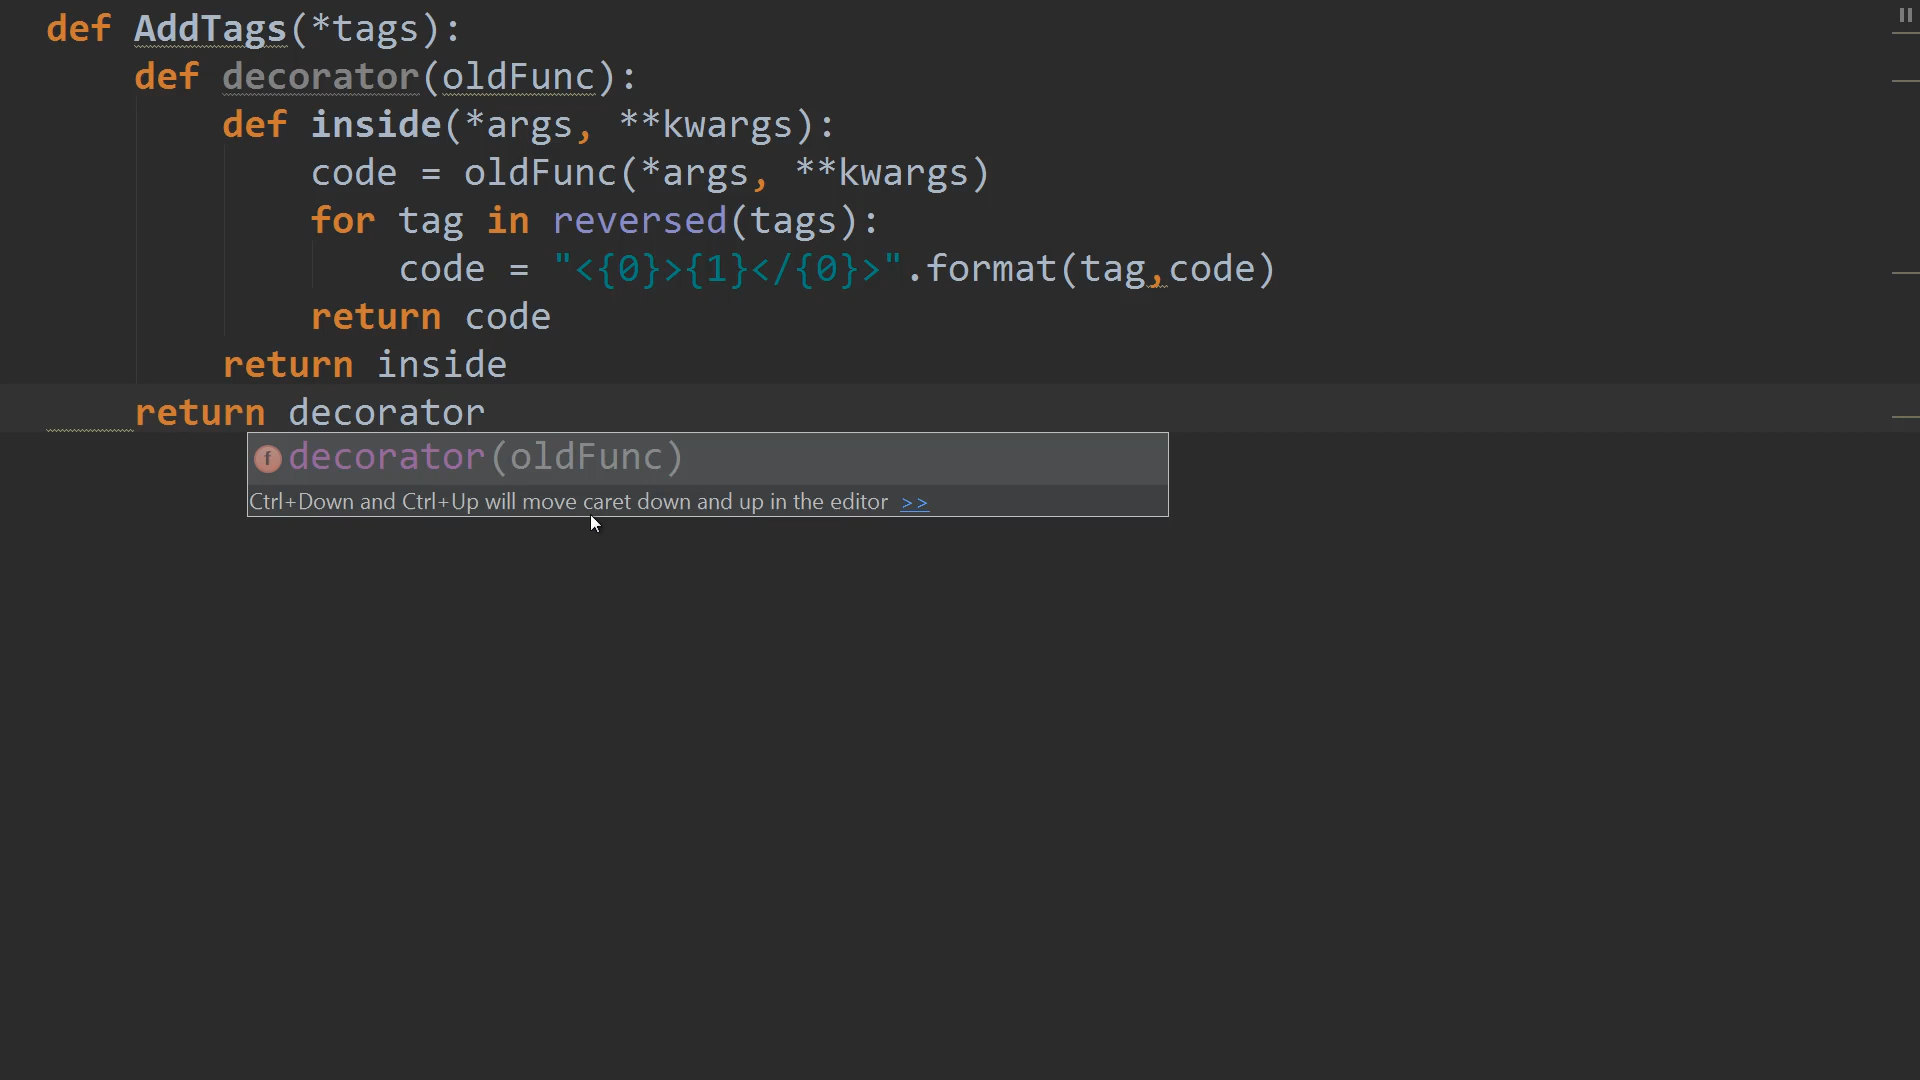 def AddTags(*tags):
    def decorator(oldFunc):
        def inside(*args, **kwargs):
            code = oldFunc(*args, **kwargs)
            for tag in reversed(tags):
                code = "<{0}>{1}</{0}>".format(tag,code)
            return code
        return inside
    return decorator
f decorator(oldFunc)
Ctrl+Down and Ctrl+Up will move caret down and up in the editor >>